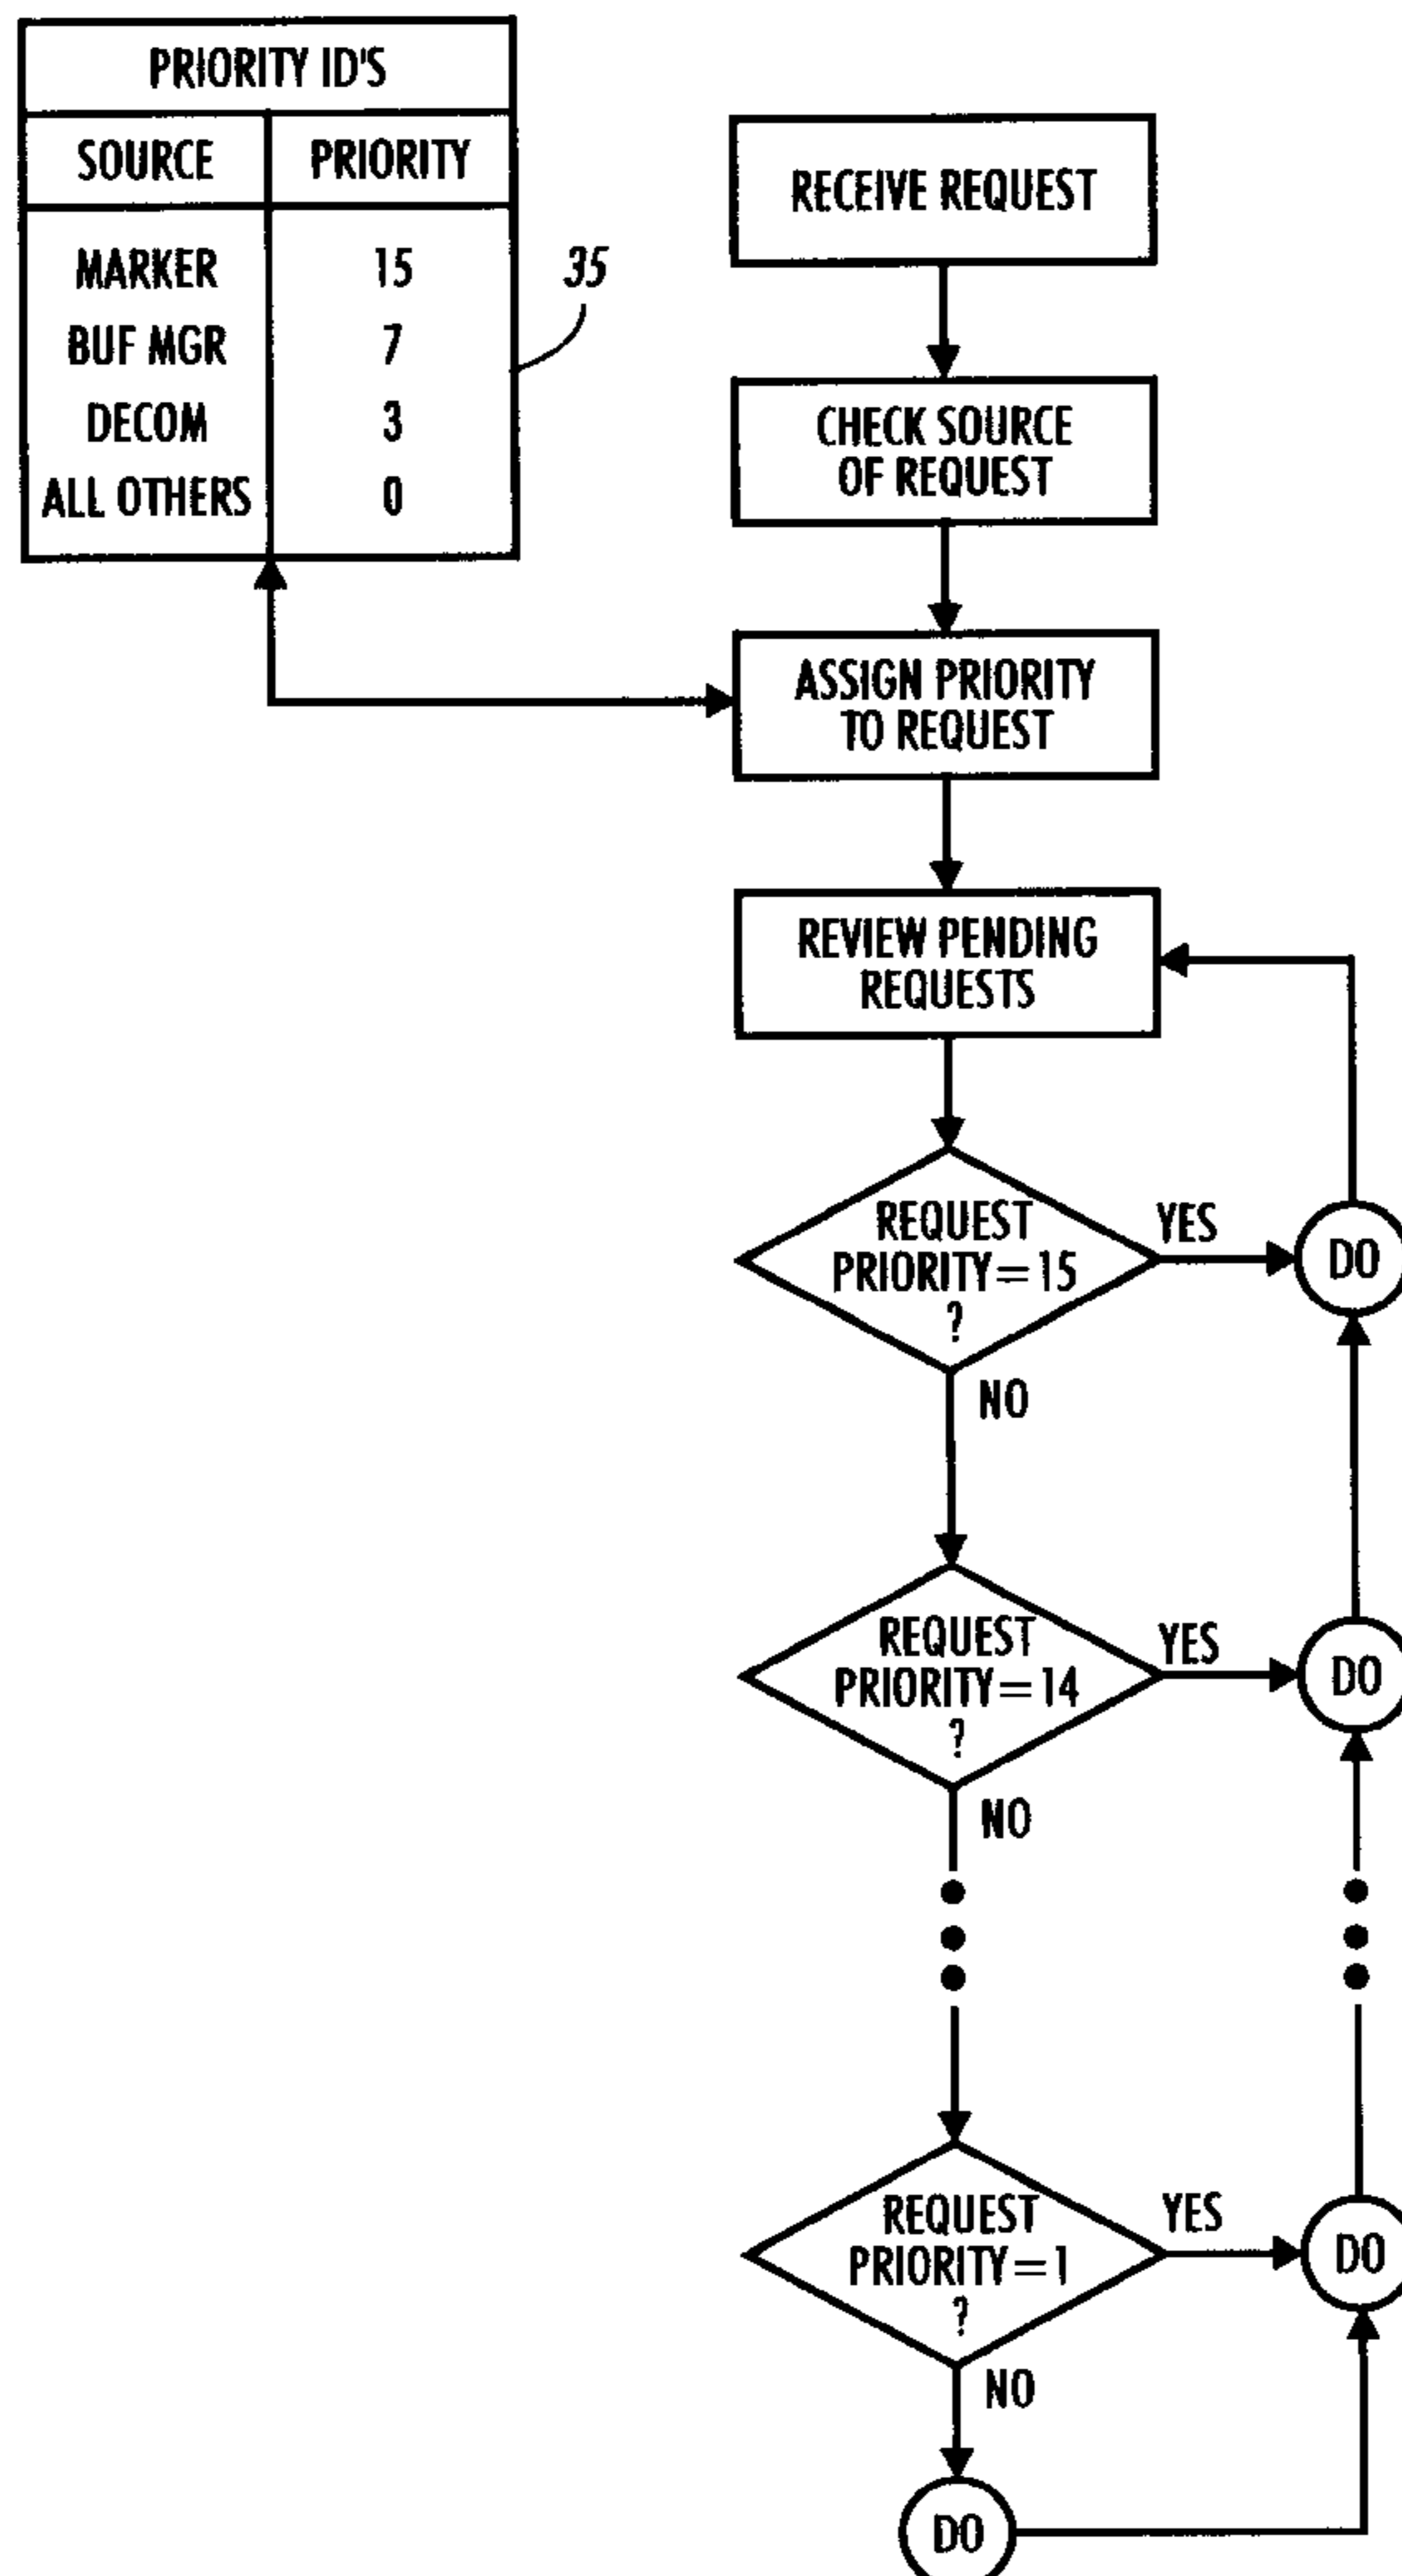 PRIORITY ID'S
SOURCE PRIORITY
MARKER 15
BUF MGR 7
DECOM 3
ALL OTHERS 0
35
RECEIVE REQUEST
CHECK SOURCE
OF REQUEST
ASSIGN PRIORITY
TO REQUEST
REVIEW PENDING
REQUESTS
REQUEST
PRIORITY=15
?
YES
DO
NO
REQUEST
PRIORITY=14
?
YES
DO
NO
REQUEST
PRIORITY=1
?
YES
DO
NO
DO